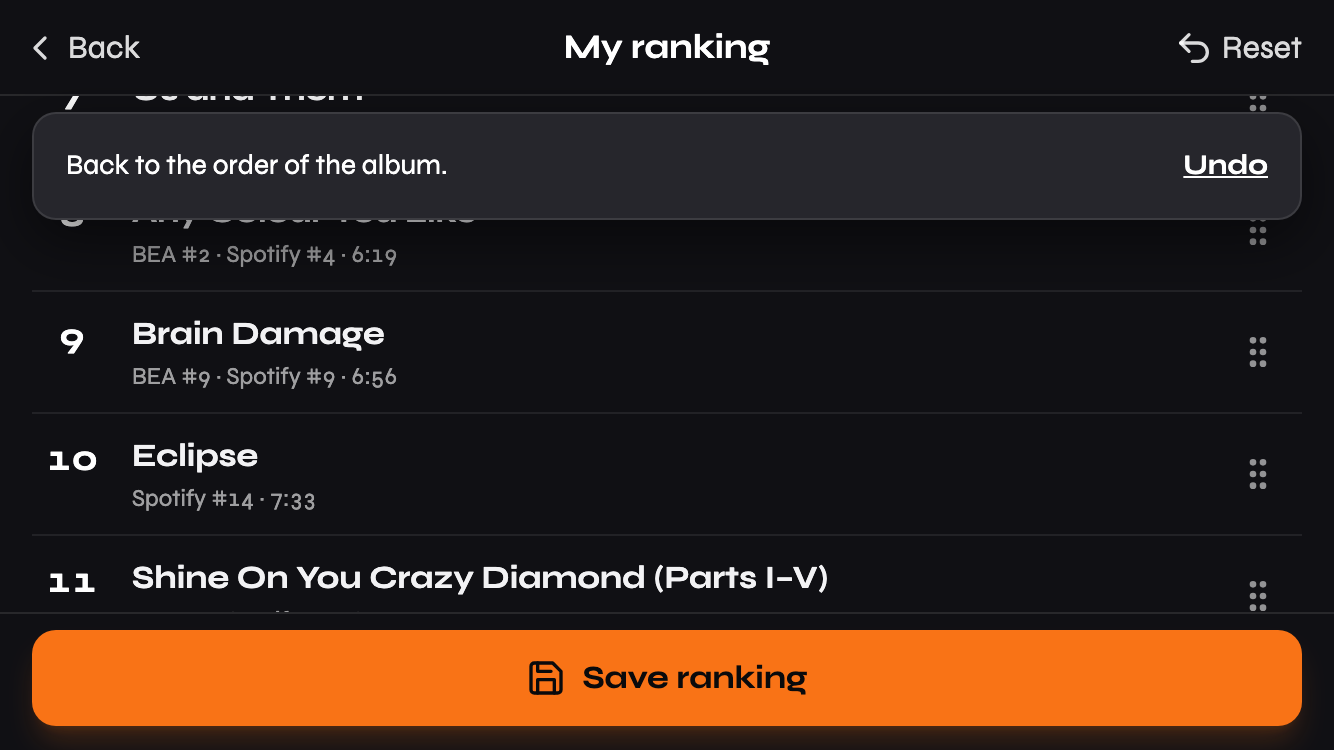 Back
My ranking
Reset
Back to the order of the album.
Undo
BEA #2 · Spotify #4 · 6:19
9
Brain Damage
BEA #9 · Spotify #9 · 6:56
10
Eclipse
Spotify #14 · 7:33
11
Shine On You Crazy Diamond (Parts I–V)
Save ranking